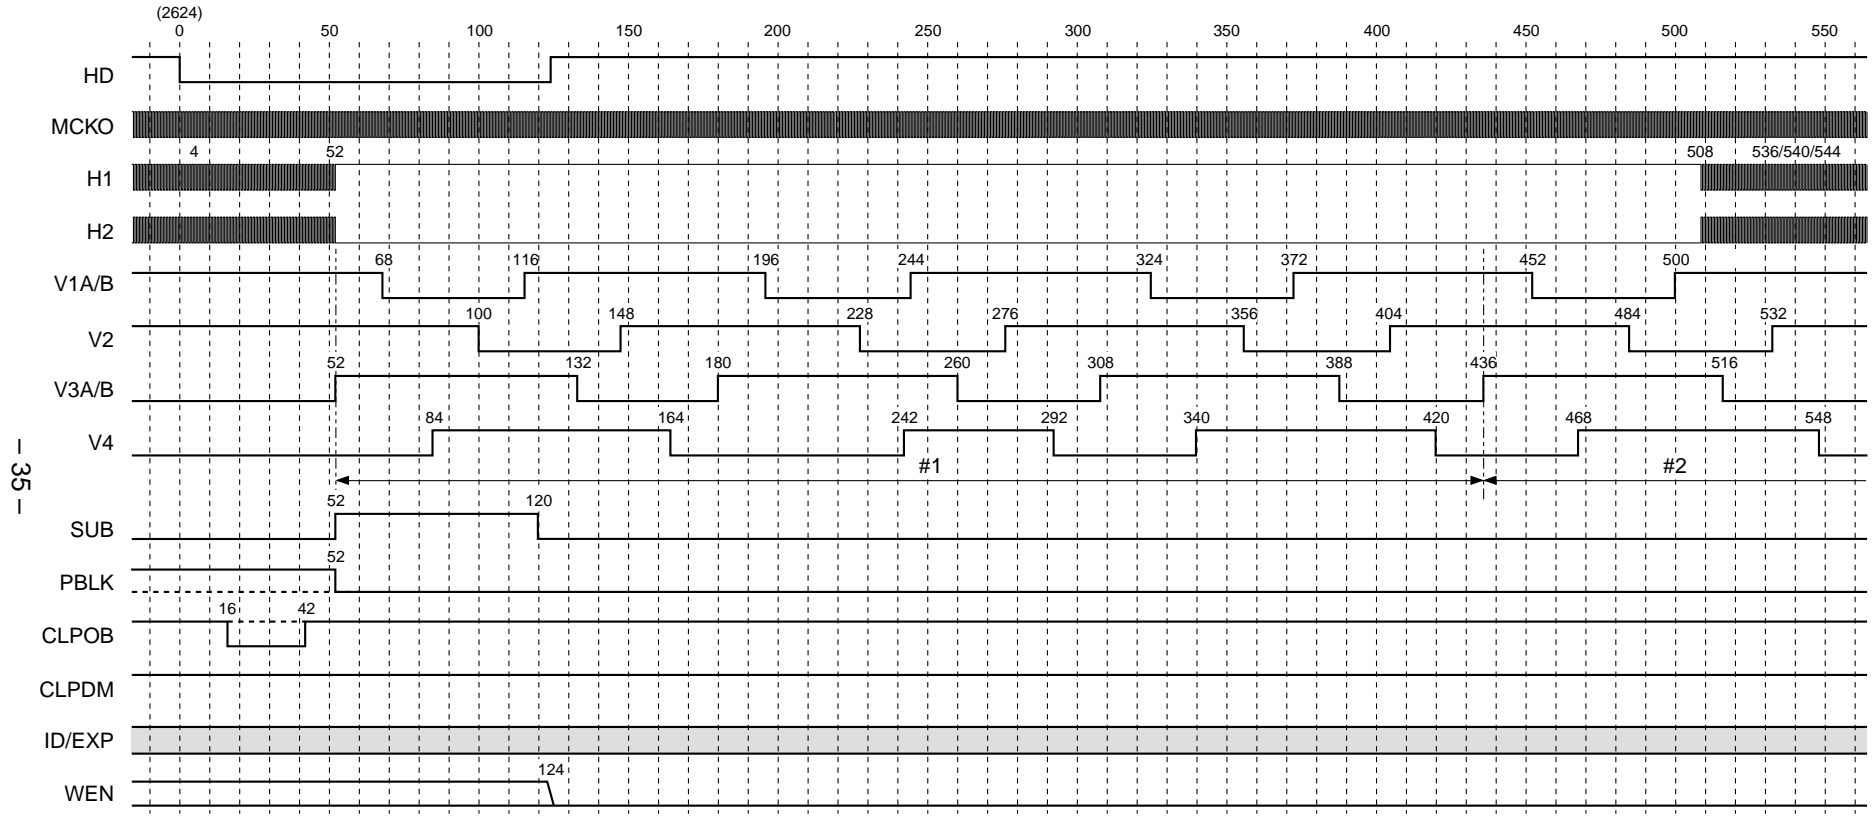 (2624)
0 50 100 150 200 250 300 350 400 450 500 550
HD
MCKO
4 52 508 536/540/544
H1
H2
68 116 196 244 324 372 452 500
V1A/B
100 148 228 276 356 404 484 532
V2
52 132 180 260 308 388 436 516
V3A/B
84 164 242 292 340 420 468 548
V4
#1 #2
– 35 –
52 120
SUB
52
PBLK
16 42
CLPOB
CLPDM
ID/EXP
124
WEN